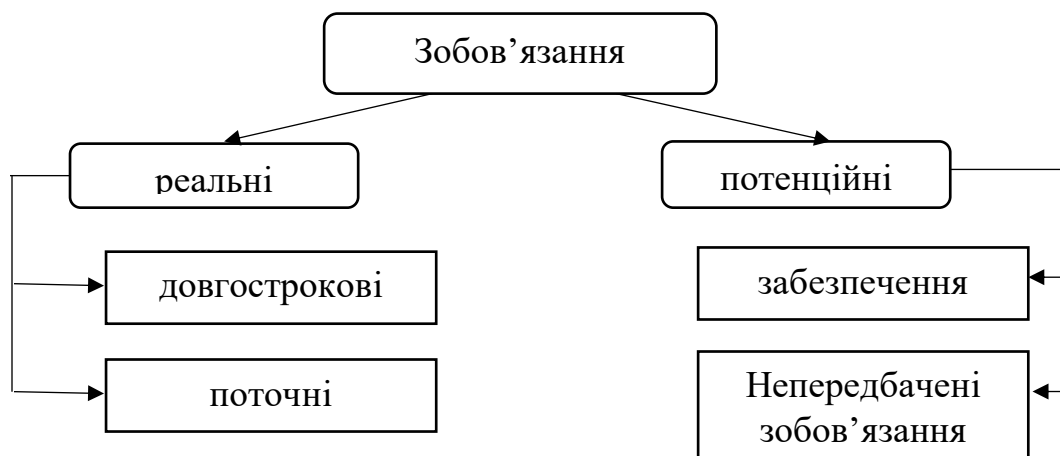 Зобов’язання
реальні
потенційні
довгострокові
забезпечення
поточні
Непередбачені
зобов’язання